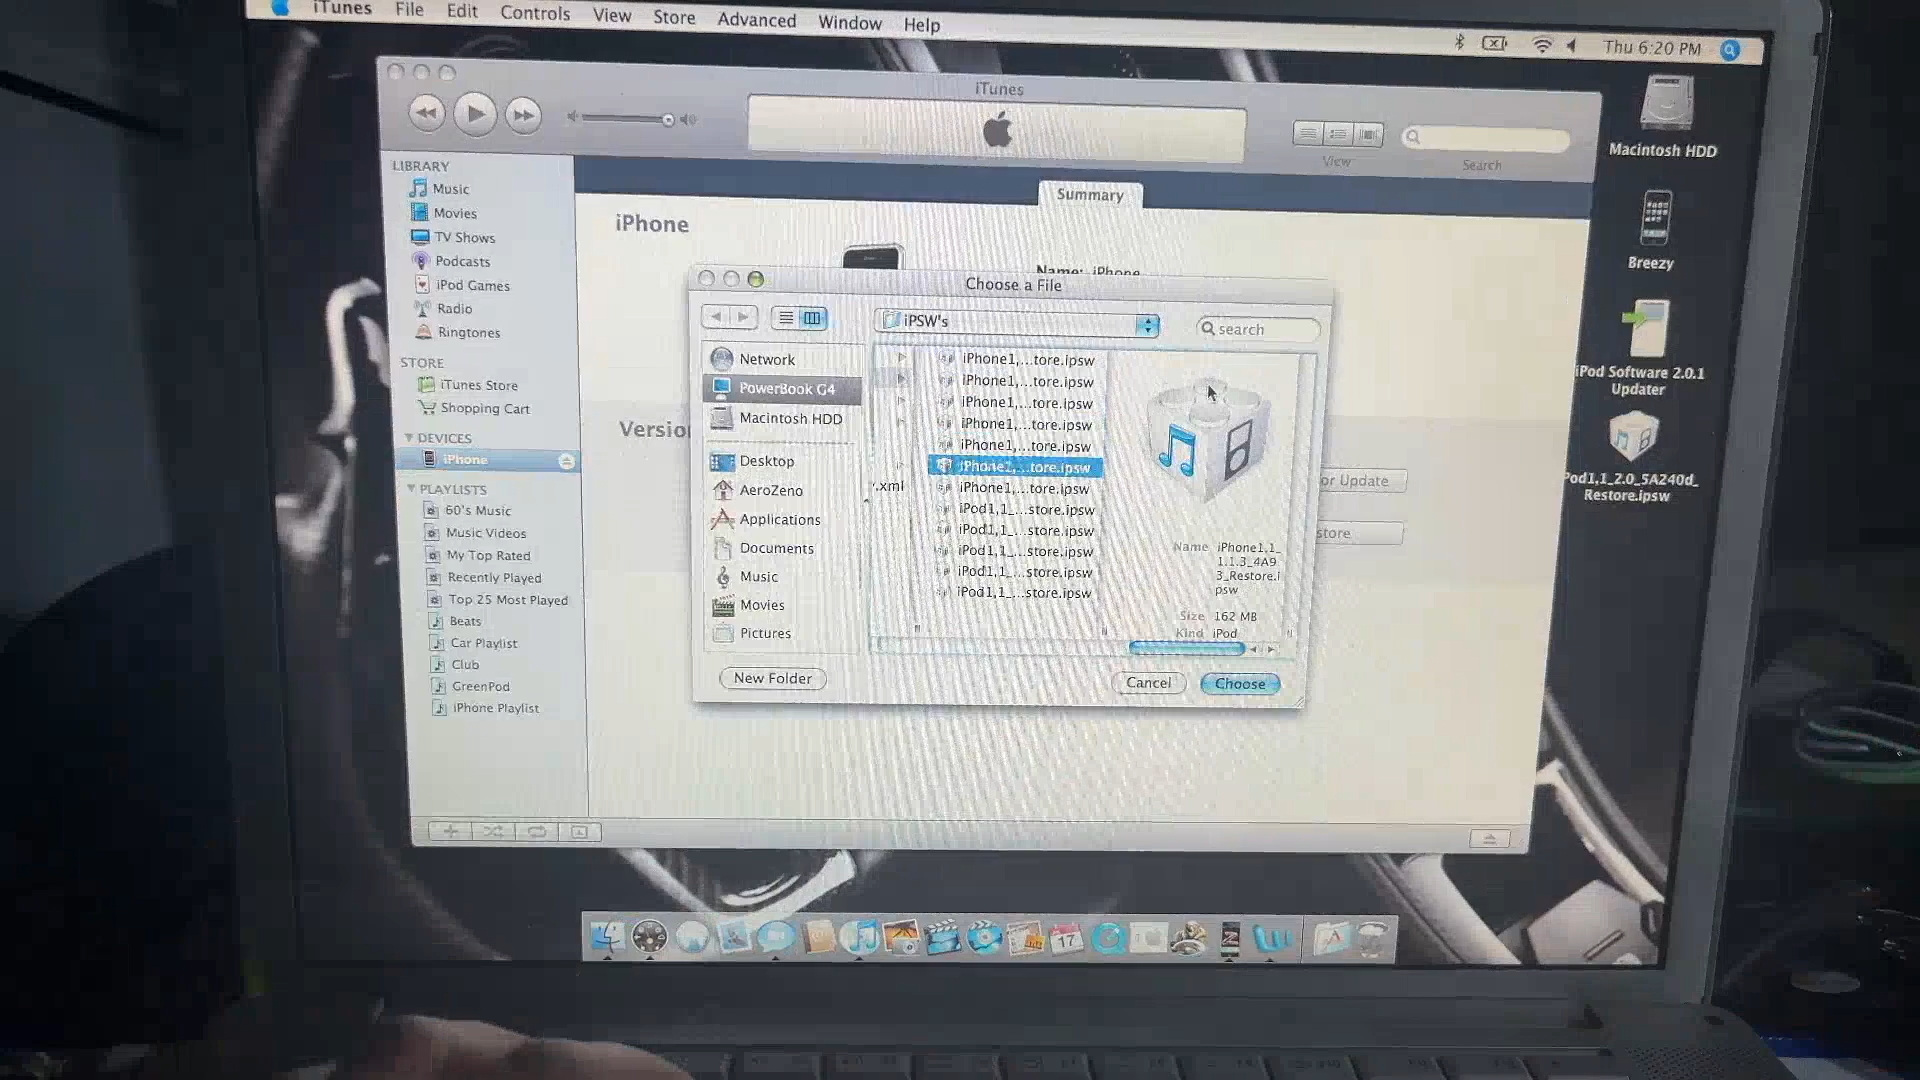 iTunes File Edit Controls View Store Advanced Window Help
Thu 6:20 PM
iTunes
View
Search
Macintosh HDD
Breezy
iPod Software 2.0.1
Updater
Pod1,1_2.0_5A240d_
Restore.ipsw
LIBRARY
Music
Movies
TV Shows
Podcasts
iPod Games
Radio
Ringtones
STORE
iTunes Store
Shopping Cart
DEVICES
iPhone
PLAYLISTS
60's Music
Music Videos
My Top Rated
Recently Played
Top 25 Most Played
Beats
Car Playlist
Club
GreenPod
iPhone Playlist
Summary
iPhone
Name: iPhone
Versio
or Update
store
Choose a File
iPSW's
search
Network
PowerBook G4
Macintosh HDD
Desktop
AeroZeno
Applications
Documents
Music
Movies
Pictures
.xml
iPhone1,...tore.ipsw
iPhone1,...tore.ipsw
iPhone1,...tore.ipsw
iPhone1,...tore.ipsw
iPhone1,...tore.ipsw
iPhone1,...tore.ipsw
iPhone1,...tore.ipsw
iPod1,1_...store.ipsw
iPod1,1_...store.ipsw
iPod1,1_...store.ipsw
iPod1,1_...store.ipsw
iPod1,1_...store.ipsw
Name iPhone1,1_
1.1.3_4A9
3_Restore.i
psw
Size 162 MB
Kind iPod
New Folder
Cancel
Choose
17